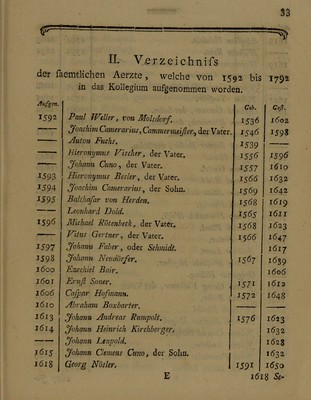 33
II. Verzeichniſs
der ſaemtlichen Aerzte, welche von 1592 bis 1792
in das Kollegium aufgenommen worden.
Aufgen. Geb. Geſt.
1592 Paul Weller, von Molsdorf. 1536 1602
—— Joachim Camerarius, Cammermeiſter, der Vater. 1546 1598
—— Anton Fuchs. 1539 ——
—— Hieronymus Viſcher, der Vater. 1556 1596
—— Johann Cuno, der Vater. 1557 1610
1593 Hieronymus Besler, der Vater. 1566 1632
1594 Joachim Camerarius, der Sohn. 1569 1642
1595 Balthaſar von Herden. 1568 1619
—— Leonhard Dold. 1565 1611
1596 Michael Rötenbeck, der Vater. 1568 1623
—— Vitus Gertner, der Vater. 1566 1647
1597 Johann Faber, oder Schmidt. 1617
1598 Johann Neudörfer. 1567 1639
1600 Ezechiel Bair. 1606
1601 Ernſt Soner. 1571 1612
1606 Caſpar Hofmann. 1572 1648
1610 Abraham Boxbarter. ——
1613 Johann Andreas Rumpolt. 1576 1623
1614 Johann Heinrich Kirchberger. 1632
—— Johann Leupold. 1628
1615 Johann Clemens Cuno, der Sohn. 1632
1618 Georg Nösler. 1591 1650
E 1618 Se-